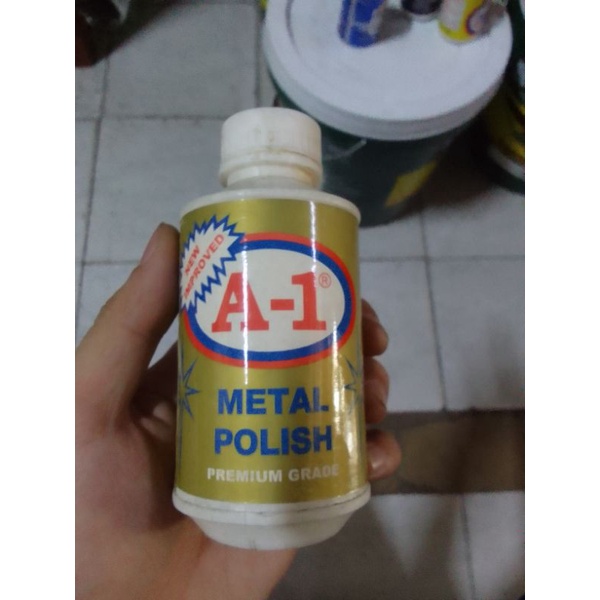 NEW
IMPROVED
A-1®
METAL
POLISH
PREMIUM GRADE